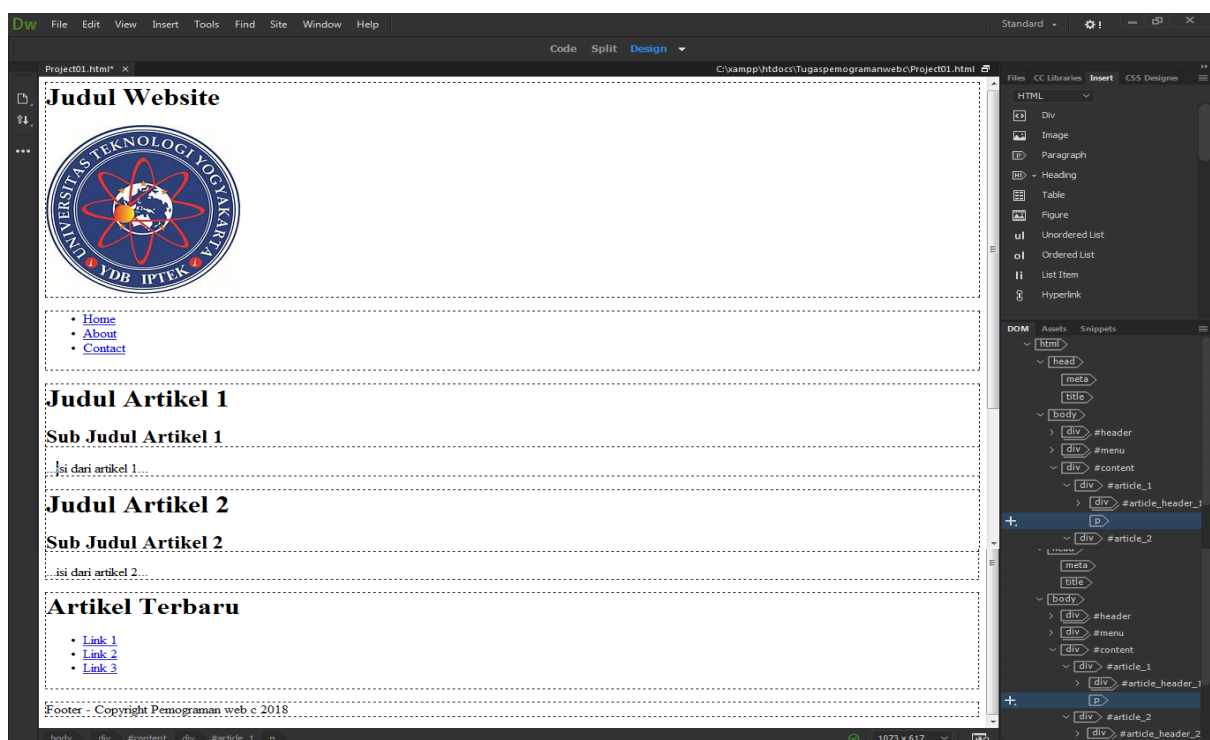 Dw File Edit View Insert Tools Find Site Window Help Standard
Code Split Design
Project01.html* × C:\xampp\htdocs\Tugaspemogramanwebc\Project01.html
Files CC Libraries Insert CSS Designer
HTML
Div
Image
Paragraph
H1 Heading
Table
Figure
ul Unordered List
ol Ordered List
li List Item
Hyperlink
Judul Website
UNIVERSITAS TEKNOLOGI YOGYAKARTA
YDB IPTEK
Home
About
Contact
Judul Artikel 1
Sub Judul Artikel 1
...isi dari artikel 1...
Judul Artikel 2
Sub Judul Artikel 2
...isi dari artikel 2...
Artikel Terbaru
Link 1
Link 2
Link 3
Footer - Copyright Pemograman web c 2018
DOM Assets Snippets
html
head
meta
title
body
div #header
div #menu
div #content
div #article_1
div #article_header_1
p
div #article_2
head
meta
title
body
div #header
div #menu
div #content
div #article_1
div #article_header_1
p
div #article_2
div #article_header_2
body div #content div #article_1 p 1073 x 617